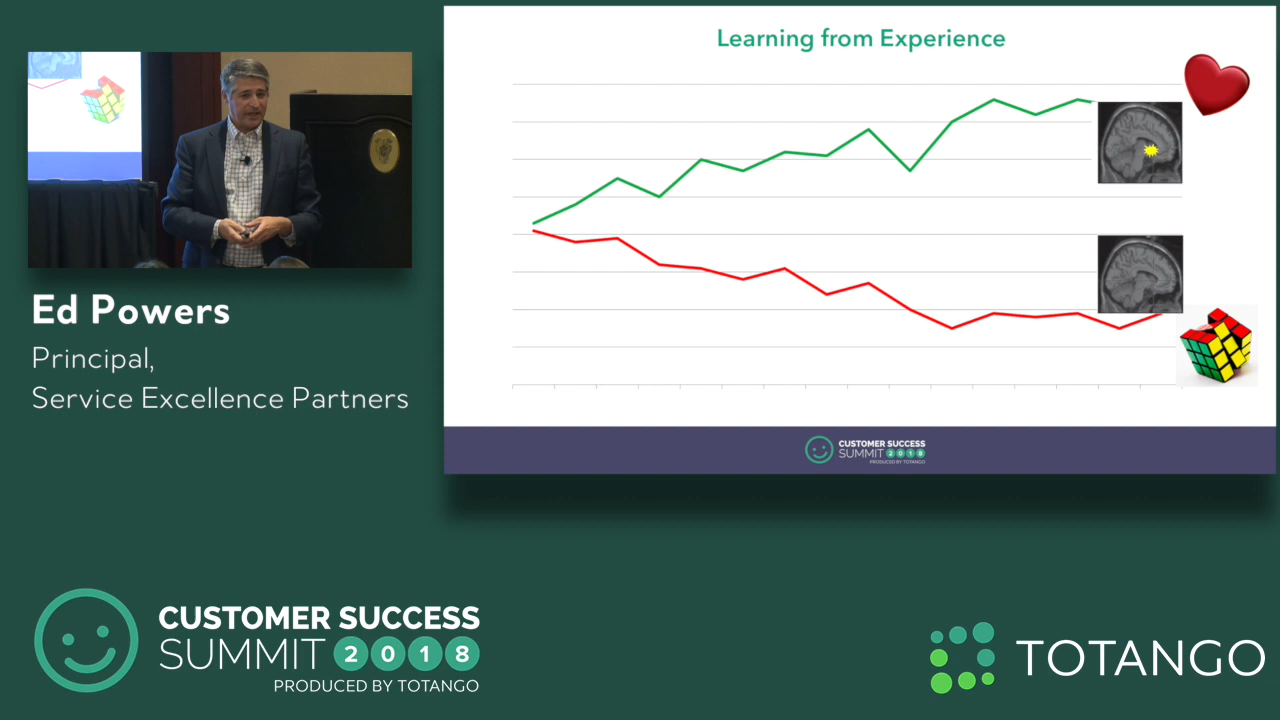 Learning from Experience
Ed Powers
Principal,
Service Excellence Partners
CUSTOMER SUCCESS
SUMMIT 2018
PRODUCED BY TOTANGO
CUSTOMER SUCCESS
SUMMIT 2018
PRODUCED BY TOTANGO
TOTANGO